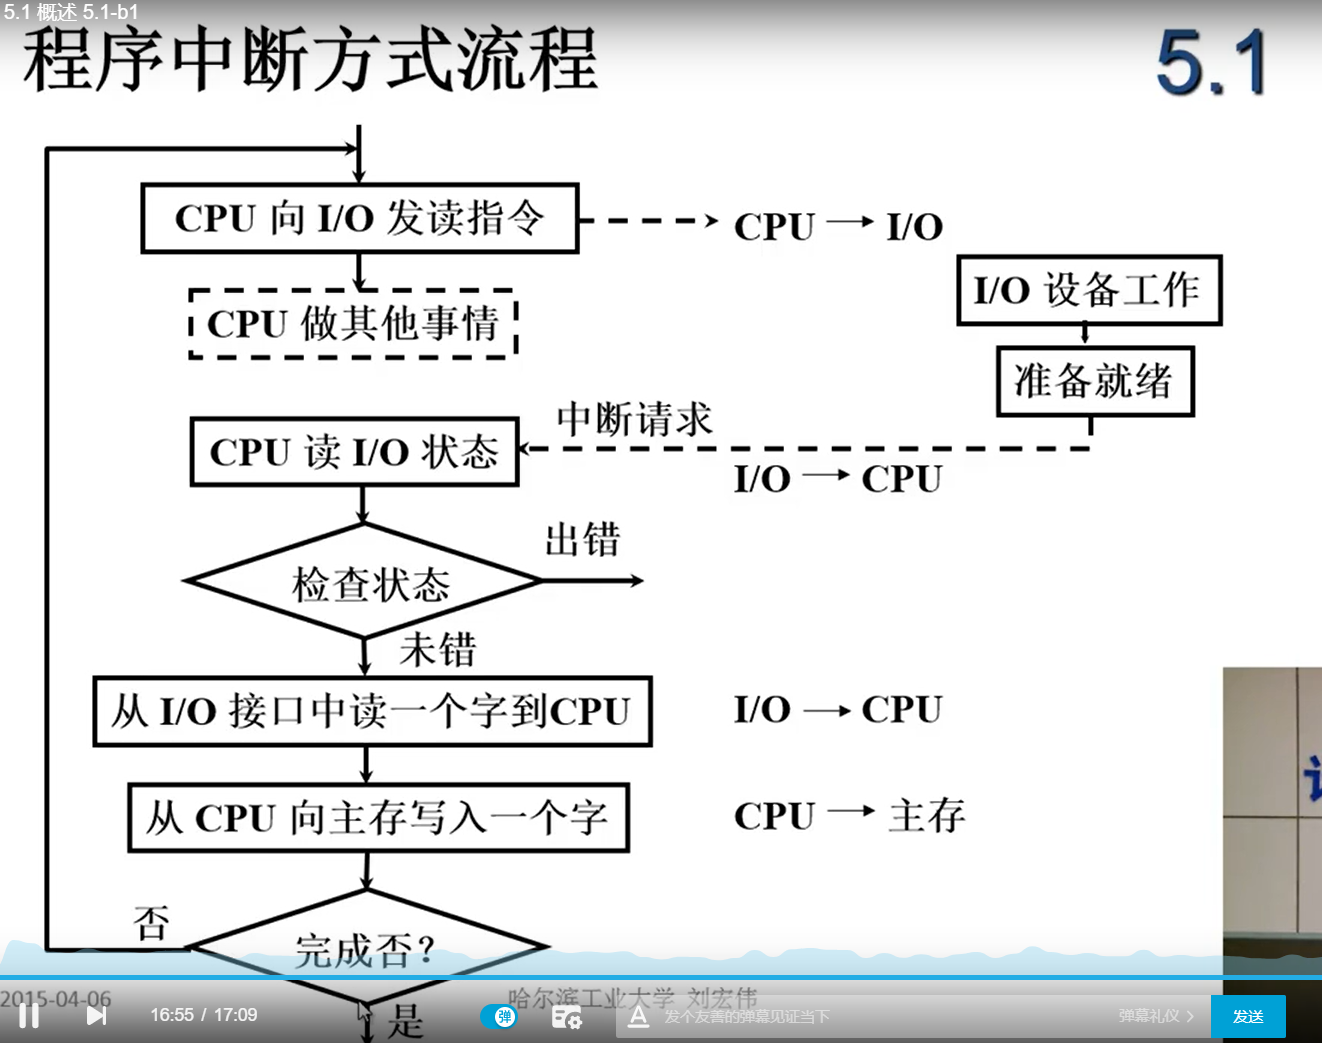 5.1 概述 5.1-b1
程序中断方式流程
5.1
CPU 向 I/O 发读指令
CPU → I/O
I/O 设备工作
CPU 做其他事情
准备就绪
中断请求
CPU 读 I/O 状态
I/O → CPU
出错
检查状态
未错
从 I/O 接口中读一个字到CPU
I/O → CPU
从 CPU 向主存写入一个字
CPU → 主存
否
完成否?
2015-04-06
哈尔滨工业大学 刘宏伟
是
16:55 / 17:09
弹
发个友善的弹幕见证当下
弹幕礼仪 >
发送